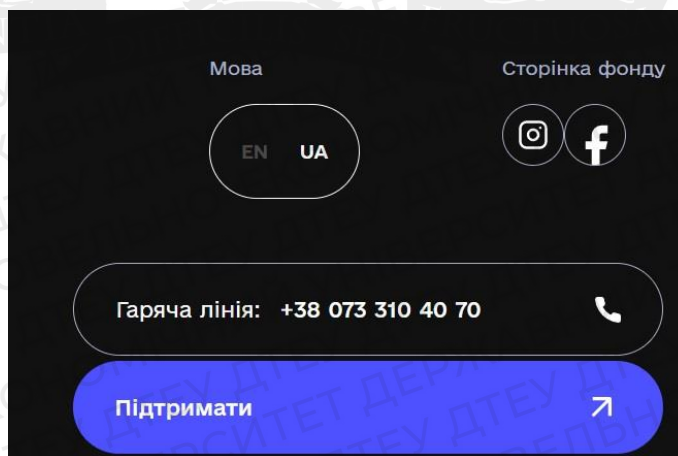 Мова
Сторінка фонду
EN UA
Гаряча лінія: +38 073 310 40 70
Підтримати